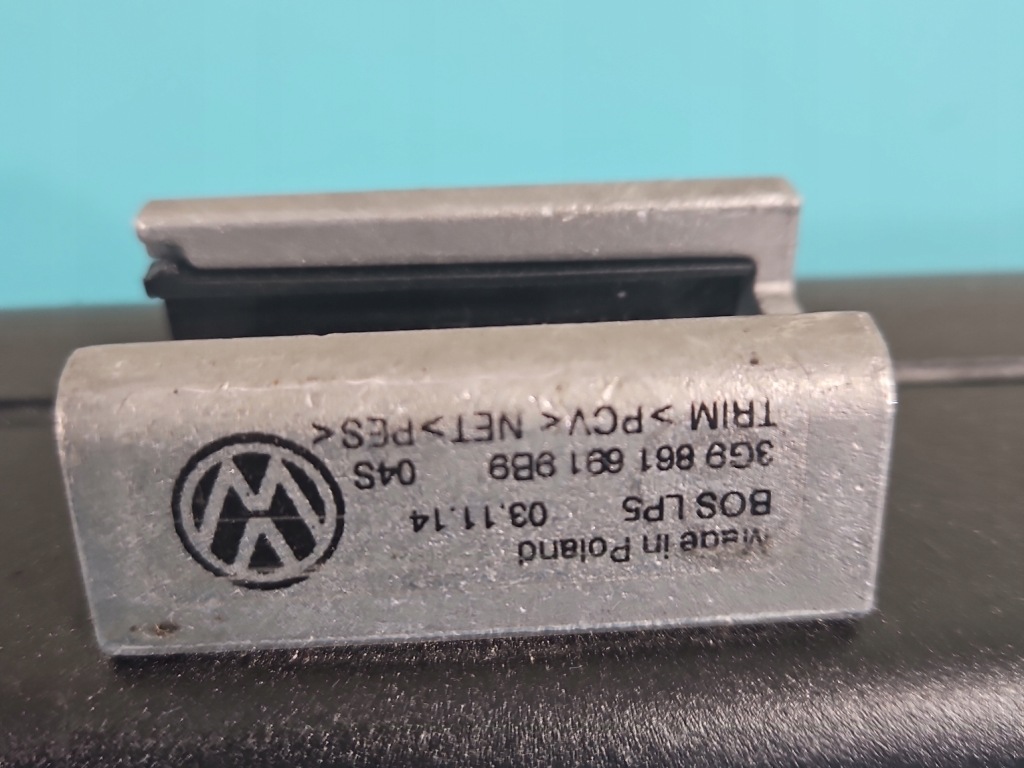 Made in Poland
BOS LP5 03.11.14
3G9 861 691 9B9 04S
TRIM >PCV< NET>PES<